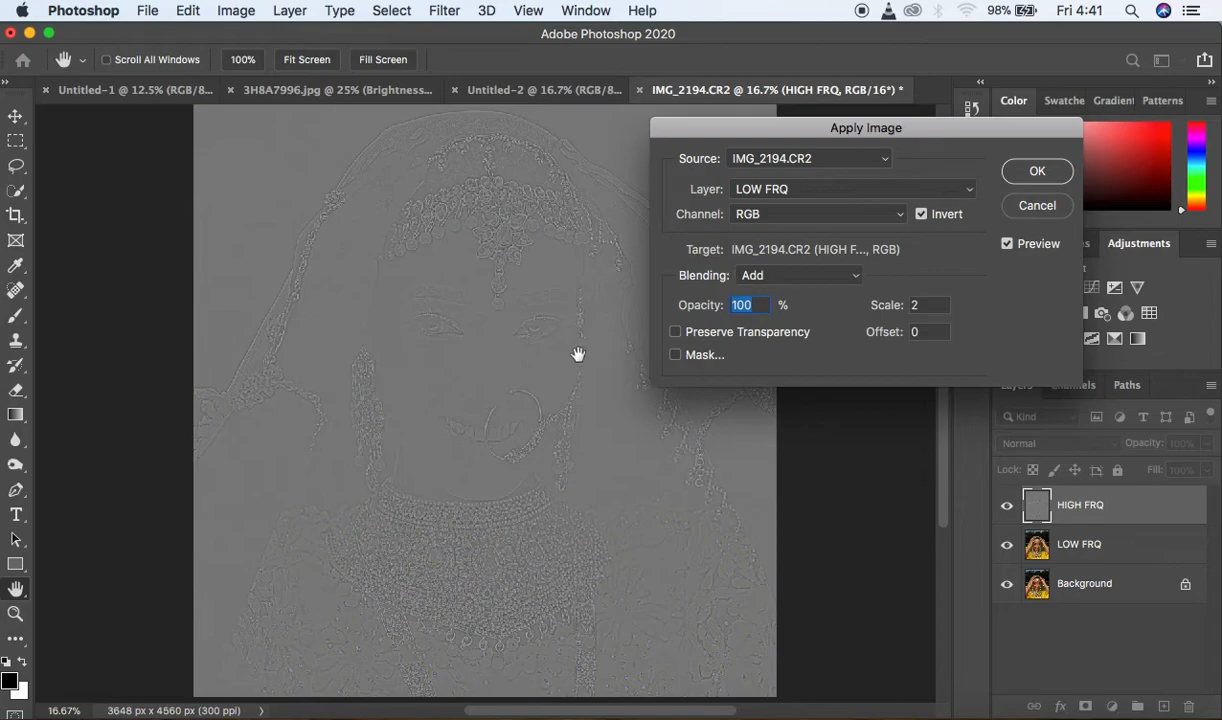 Photoshop File Edit Image Layer Type Select Filter 3D View Window Help 98% Fri 4:41
Adobe Photoshop 2020
Scroll All Windows 100% Fit Screen Fill Screen
Untitled-1 @ 12.5% (RGB/8... 3H8A7996.jpg @ 25% (Brightness... Untitled-2 @ 16.7% (RGB/8... IMG_2194.CR2 @ 16.7% (HIGH FRQ, RGB/16*) *
Color Swatche Gradient Patterns
Apply Image
Source: IMG_2194.CR2
OK
Layer: LOW FRQ
Cancel
Channel: RGB Invert
Preview
Target: IMG_2194.CR2 (HIGH F..., RGB)
Adjustments
Blending: Add
Opacity: 100 % Scale: 2
Preserve Transparency Offset: 0
Mask...
Layers Channels Paths
Kind
Normal Opacity: 100%
Lock: Fill: 100%
HIGH FRQ
LOW FRQ
Background
16.67% 3648 px x 4560 px (300 ppi)